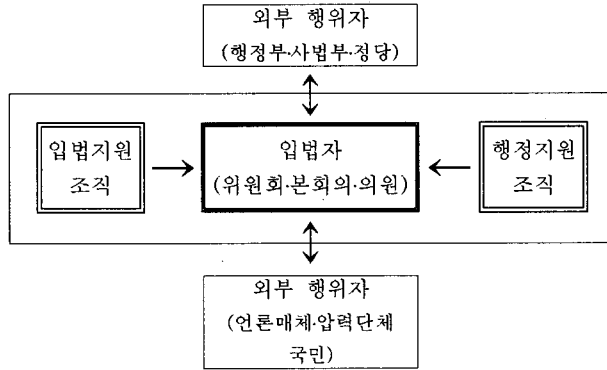 외부 행위자
(행정부·사법부·정당)
입법지원
조직
입법자
(위원회·본회의·의원)
행정지원
조직
외부 행위자
(언론매체·압력단체
국민)